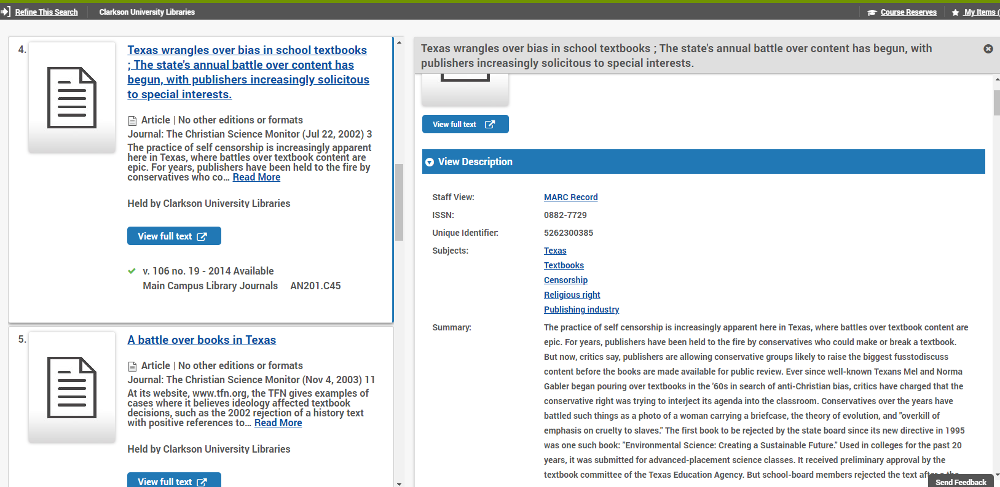 Refine This Search
Clarkson University Libraries
Course Reserves
My Items (
4.
Texas wrangles over bias in school textbooks
; The state's annual battle over content has
begun, with publishers increasingly solicitous
to special interests.
Article | No other editions or formats
Journal: The Christian Science Monitor (Jul 22, 2002) 3
The practice of self censorship is increasingly apparent
here in Texas, where battles over textbook content are
epic. For years, publishers have been held to the fire by
conservatives who co... Read More
Held by Clarkson University Libraries
View full text
v. 106 no. 19 - 2014 Available
Main Campus Library Journals AN201.C45
5.
A battle over books in Texas
Article | No other editions or formats
Journal: The Christian Science Monitor (Nov 4, 2003) 11
At its website, www.tfn.org, the TFN gives examples of
cases where it believes ideology affected textbook
decisions, such as the 2002 rejection of a history text
with positive references to... Read More
Held by Clarkson University Libraries
View full text
Texas wrangles over bias in school textbooks ; The state's annual battle over content has begun, with
publishers increasingly solicitous to special interests.
View full text
View Description
Staff View: MARC Record
ISSN: 0882-7729
Unique Identifier: 5262300385
Subjects: Texas
Textbooks
Censorship
Religious right
Publishing industry
Summary: The practice of self censorship is increasingly apparent here in Texas, where battles over textbook content are
epic. For years, publishers have been held to the fire by conservatives who could make or break a textbook.
But now, critics say, publishers are allowing conservative groups likely to raise the biggest fusstodiscuss
content before the books are made available for public review. Ever since well-known Texans Mel and Norma
Gabler began pouring over textbooks in the '60s in search of anti-Christian bias, critics have charged that the
conservative right was trying to interject its agenda into the classroom. Conservatives over the years have
battled such things as a photo of a woman carrying a briefcase, the theory of evolution, and "overkill of
emphasis on cruelty to slaves." The first book to be rejected by the state board since its new directive in 1995
was one such book: "Environmental Science: Creating a Sustainable Future." Used in colleges for the past 20
years, it was submitted for advanced-placement science classes. It received preliminary approval by the
textbook committee of the Texas Education Agency. But school-board members rejected the text after a the
Send Feedback